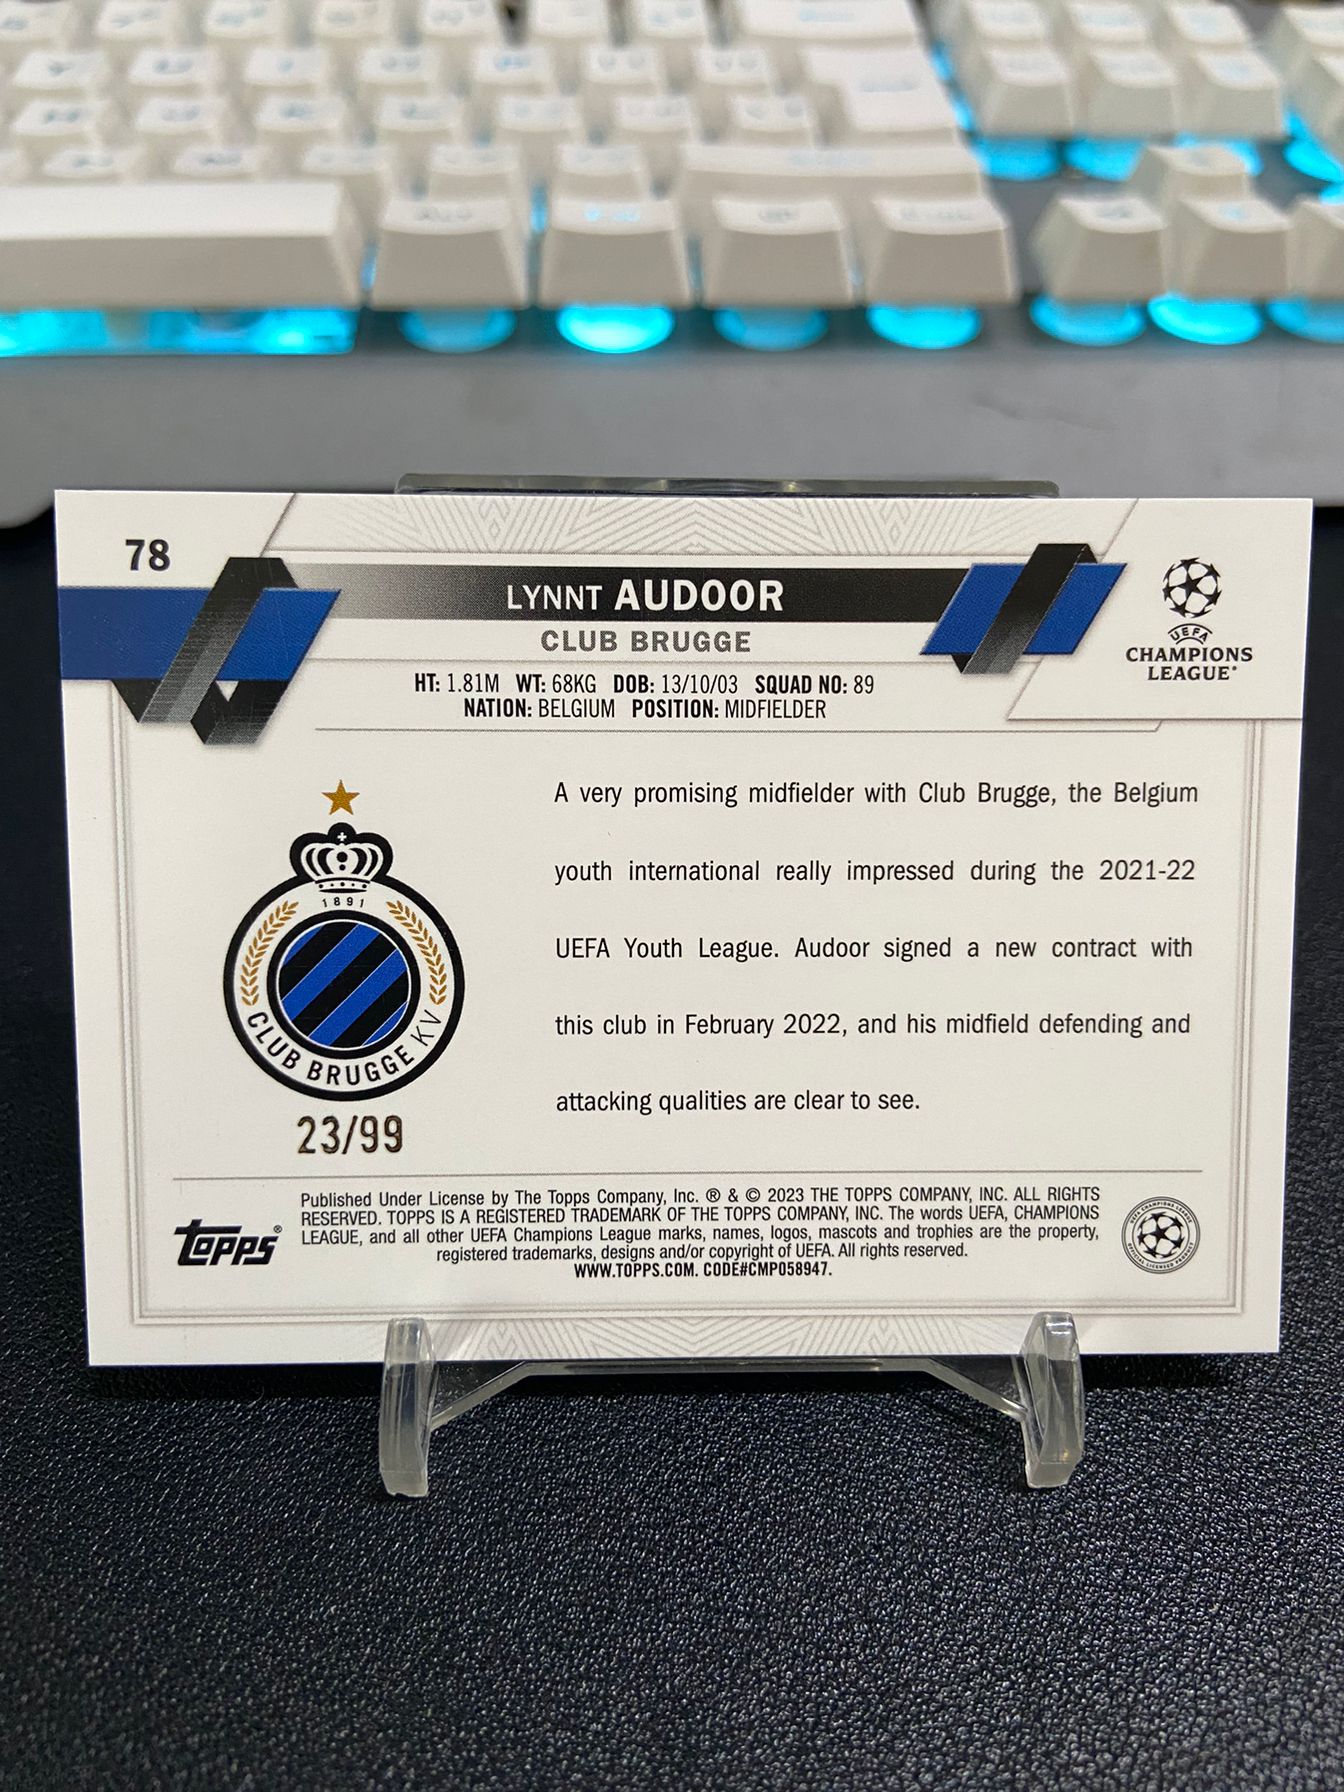 78
LYNNT AUDOOR
CLUB BRUGGE
HT: 1.81M WT: 68KG DOB: 13/10/03 SQUAD NO: 89
NATION: BELGIUM POSITION: MIDFIELDER
UEFA
CHAMPIONS
LEAGUE®
A very promising midfielder with Club Brugge, the Belgium
youth international really impressed during the 2021-22
UEFA Youth League. Audoor signed a new contract with
this club in February 2022, and his midfield defending and
attacking qualities are clear to see.
1891
CLUB BRUGGE KV
23/99
Topps®
Published Under License by The Topps Company, Inc. ® & © 2023 THE TOPPS COMPANY, INC. ALL RIGHTS
RESERVED. TOPPS IS A REGISTERED TRADEMARK OF THE TOPPS COMPANY, INC. The words UEFA, CHAMPIONS
LEAGUE, and all other UEFA Champions League marks, names, logos, mascots and trophies are the property,
registered trademarks, designs and/or copyright of UEFA. All rights reserved.
WWW.TOPPS.COM. CODE#CMP058947.
UEFA CHAMPIONS LEAGUE
OFFICIAL LICENSED PRODUCT